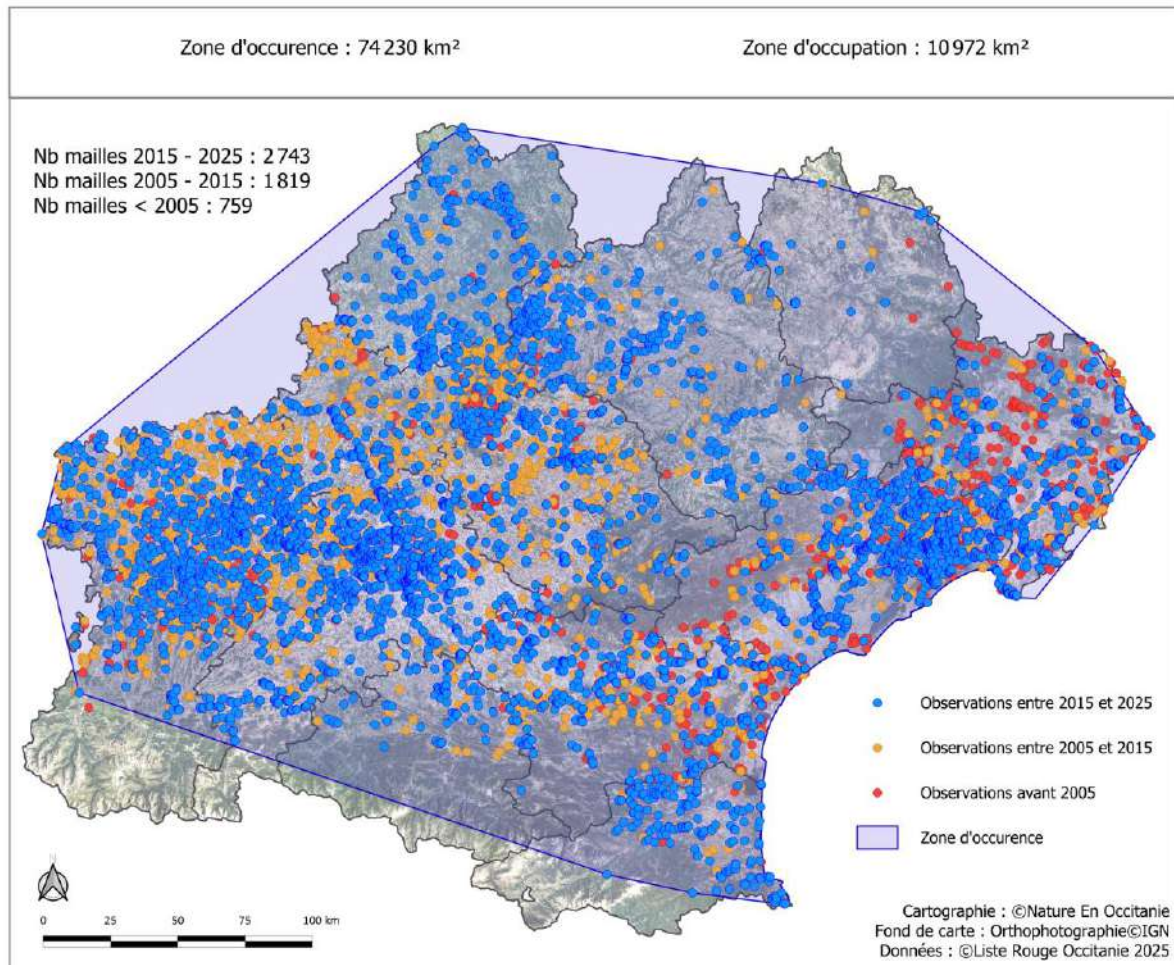 Zone d'occurence : 74 230 km²
Zone d'occupation : 10 972 km²
Nb mailles 2015 - 2025 : 2 743
Nb mailles 2005 - 2015 : 1 819
Nb mailles < 2005 : 759
Observations entre 2015 et 2025
Observations entre 2005 et 2015
Observations avant 2005
Zone d'occurence
N
0 25 50 75 100 km
Cartographie : ©Nature En Occitanie
Fond de carte : Orthophotographie©IGN
Données : ©Liste Rouge Occitanie 2025